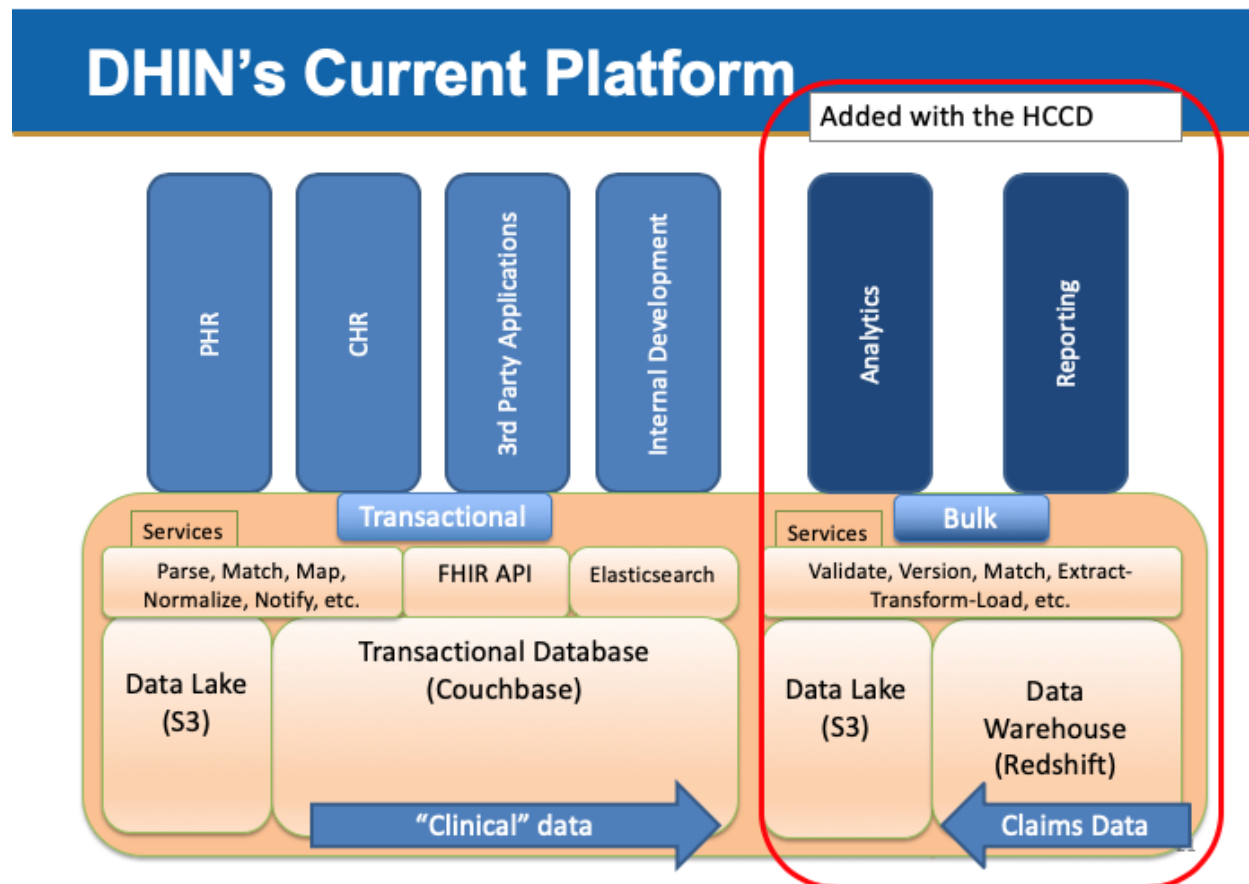 DHIN’s Current Platform
Added with the HCCD
PHR
CHR
3rd Party Applications
Internal Development
Analytics
Reporting
Transactional
Bulk
Services
Parse, Match, Map,
Normalize, Notify, etc.
FHIR API
Elasticsearch
Services
Validate, Version, Match, Extract-
Transform-Load, etc.
Data Lake
(S3)
Transactional Database
(Couchbase)
Data Lake
(S3)
Data
Warehouse
(Redshift)
“Clinical” data
Claims Data